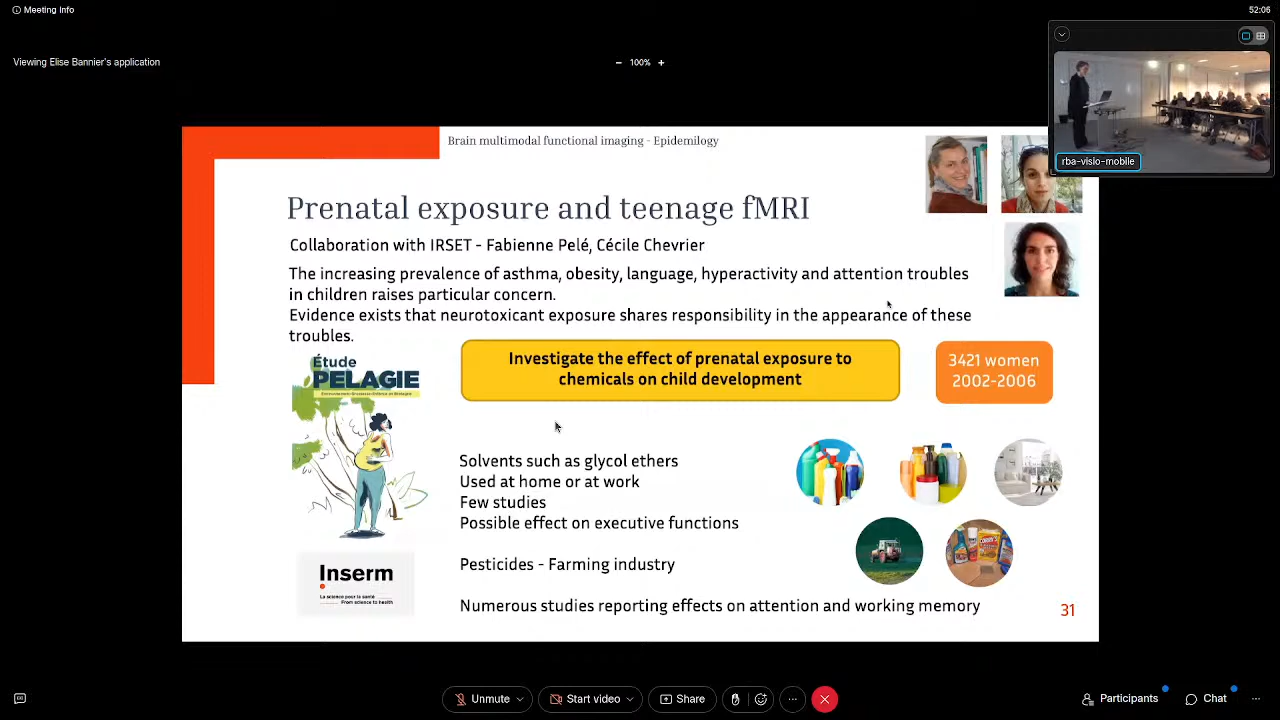 Meeting Info
52:06
Viewing Elise Bannier's application
100%
rba-visio-mobile
Brain multimodal functional imaging - Epidemilogy
Prenatal exposure and teenage fMRI
Collaboration with IRSET - Fabienne Pelé, Cécile Chevrier
The increasing prevalence of asthma, obesity, language, hyperactivity and attention troubles
in children raises particular concern.
Evidence exists that neurotoxicant exposure shares responsibility in the appearance of these
troubles.
Étude
PELAGIE
Investigate the effect of prenatal exposure to
chemicals on child development
3421 women
2002-2006
Solvents such as glycol ethers
Used at home or at work
Few studies
Possible effect on executive functions
Pesticides - Farming industry
Numerous studies reporting effects on attention and working memory
Inserm
La science pour la santé
From science to health
31
Unmute
Start video
Share
Participants
Chat